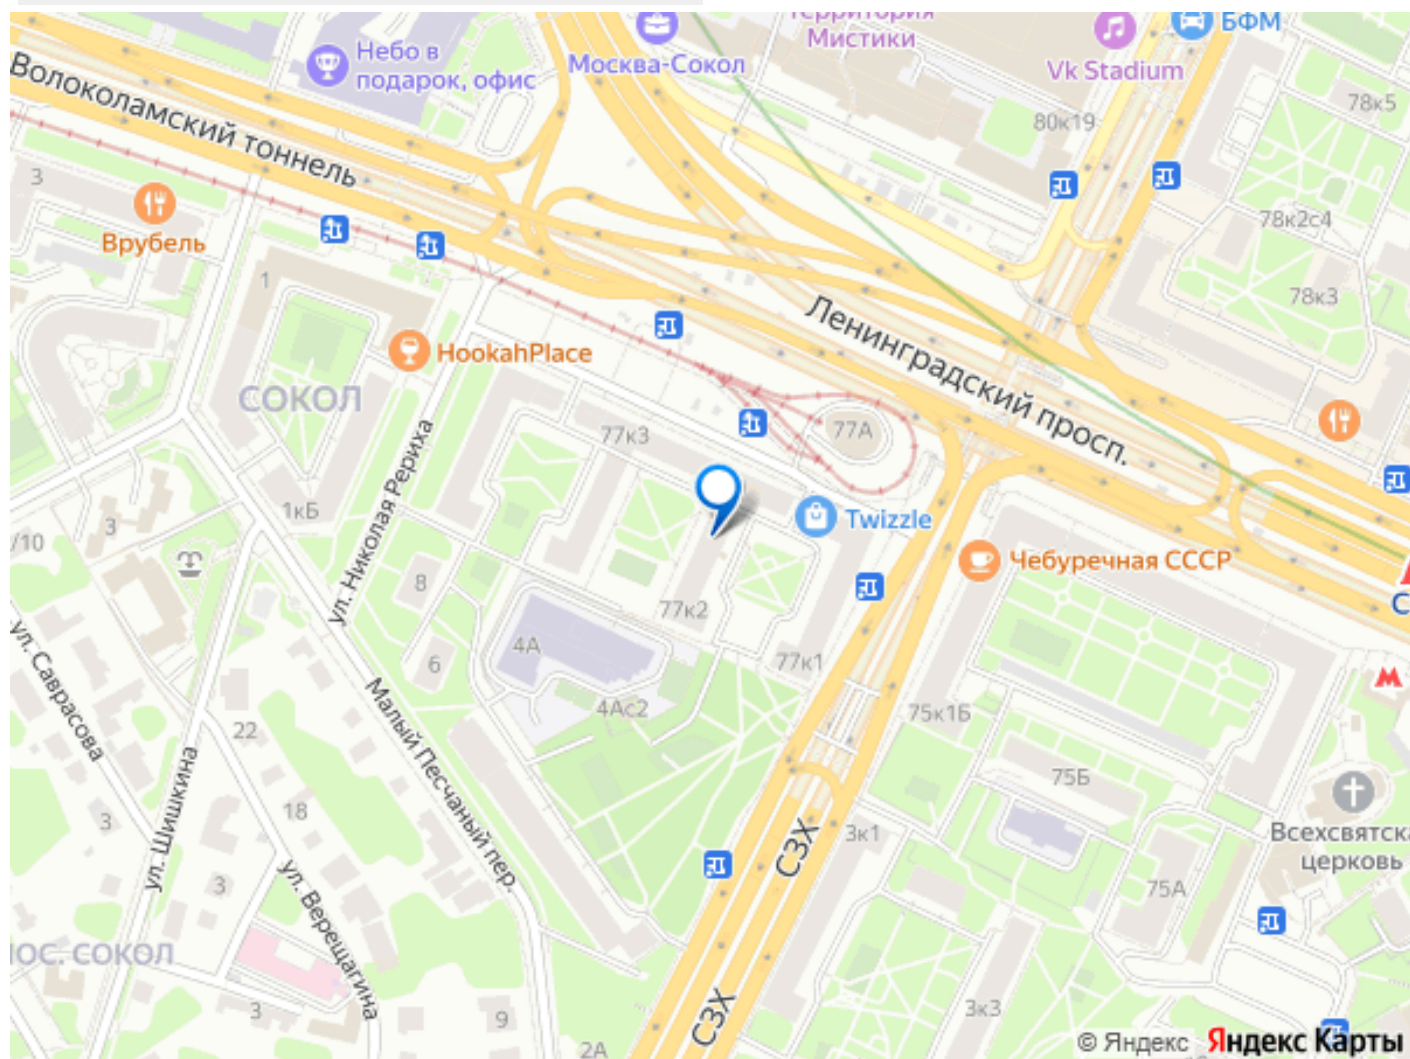 Территория
Мистики
БФМ
Небо в
подарок, офис
Москва-Сокол
Vk Stadium
Волоколамский тоннель
78к5
80к19
3
Врубель
78к2с4
1
78к3
Ленинградский просп.
HookahPlace
СОКОЛ
77к3
77А
ул. Николая Рериха
1кБ
Twizzle
3
/10
Чебуречная СССР
8
77к2
С
4А
6
77к1
ул. Саврасова
4Ас2
75к1Б
22
Малый Песчаный пер.
75Б
ул. Шишкина
18
3
3к1
СЗХ
Всехсвятска
церковь
3
75А
ул. Верещагина
ПОС. СОКОЛ
3
9
СЗХ
3к3
2А
© Яндекс Яндекс Карты